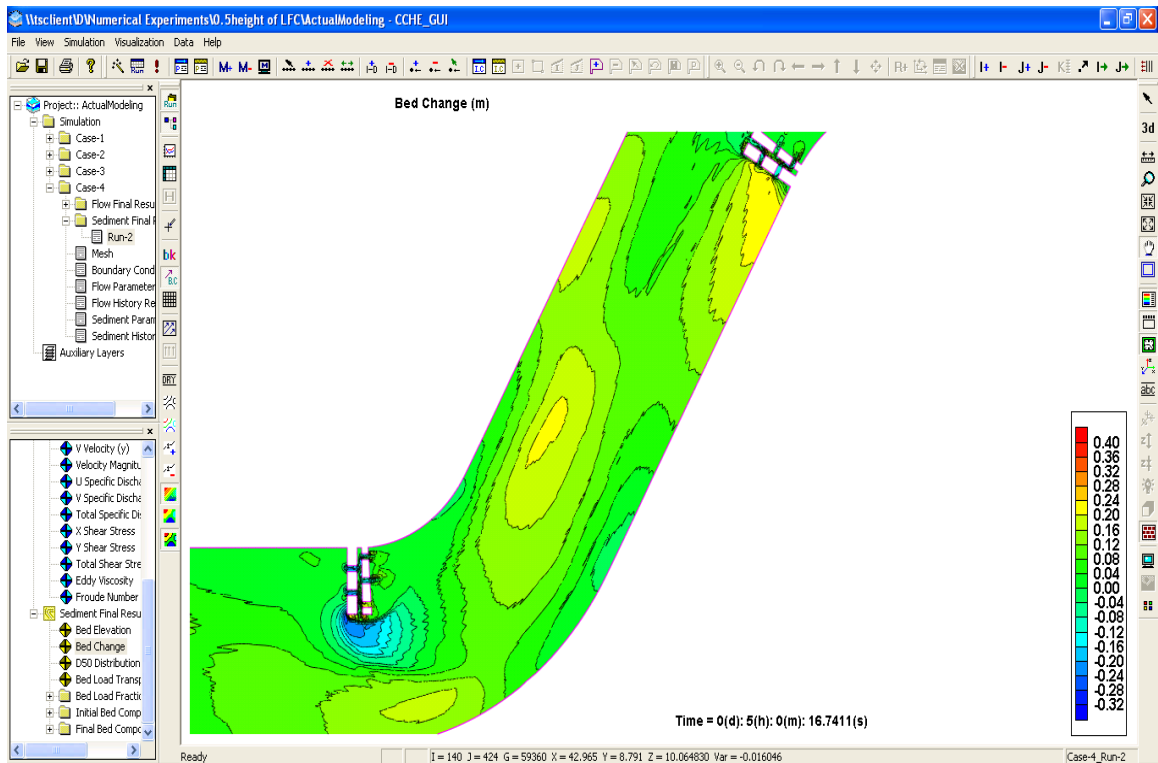 \\tsclient\D\Numerical Experiments\0.5height of LFC\ActualModeling - CCHE_GUI
File View Simulation Visualization Data Help
Run M+ M- M I-D I-D I.C I.C R+ I+ I- J+ J- I+ J+
Project:: ActualModeling
Simulation
Case-1
Case-2
Case-3
Case-4
Flow Final Resu
Sediment Final R
Run-2
Mesh
Boundary Cond
Flow Parameter
Flow History Re
Sediment Param
Sediment Histor
Auxiliary Layers
V Velocity (y)
Velocity Magnitu
U Specific Discha
V Specific Discha
Total Specific Dis
X Shear Stress
Y Shear Stress
Total Shear Stre
Eddy Viscosity
Froude Number
Sediment Final Resu
Bed Elevation
Bed Change
D50 Distribution
Bed Load Transp
Bed Load Fractio
Initial Bed Comp
Final Bed Compo
Run
bk
B.C
DRY
Bed Change (m)
0.40
0.36
0.32
0.28
0.24
0.20
0.16
0.12
0.08
0.04
0.00
-0.04
-0.08
-0.12
-0.16
-0.20
-0.24
-0.28
-0.32
Time = 0(d): 5(h): 0(m): 16.7411(s)
3d
abc
Ready
I = 140 J = 424 G = 59360 X = 42.965 Y = 8.791 Z = 10.064830 Var = -0.016046
Case-4_Run-2